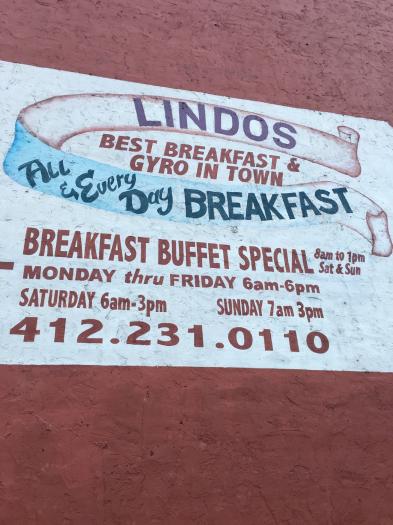 LINDOS
BEST BREAKFAST &
GYRO IN TOWN
All & Every Day BREAKFAST
BREAKFAST BUFFET SPECIAL 8am to 1pm Sat & Sun
MONDAY thru FRIDAY 6am-6pm
SATURDAY 6am-3pm SUNDAY 7am 3pm
412.231.0110